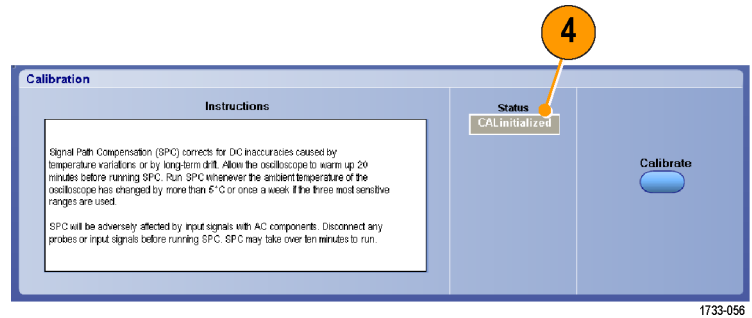 4
Calibration
Instructions
Status
CALinitialized
Signal Path Compensation (SPC) corrects for DC inaccuracies caused by
temperature variations or by long-term drift. Allow the oscilloscope to warm up 20
minutes before running SPC. Run SPC whenever the ambient temperature of the
oscilloscope has changed by more than 5°C or once a week if the three most sensitive
ranges are used.
SPC will be adversely affected by input signals with AC components. Disconnect any
probes or input signals before running SPC. SPC may take over ten minutes to run.
Calibrate
1733-056